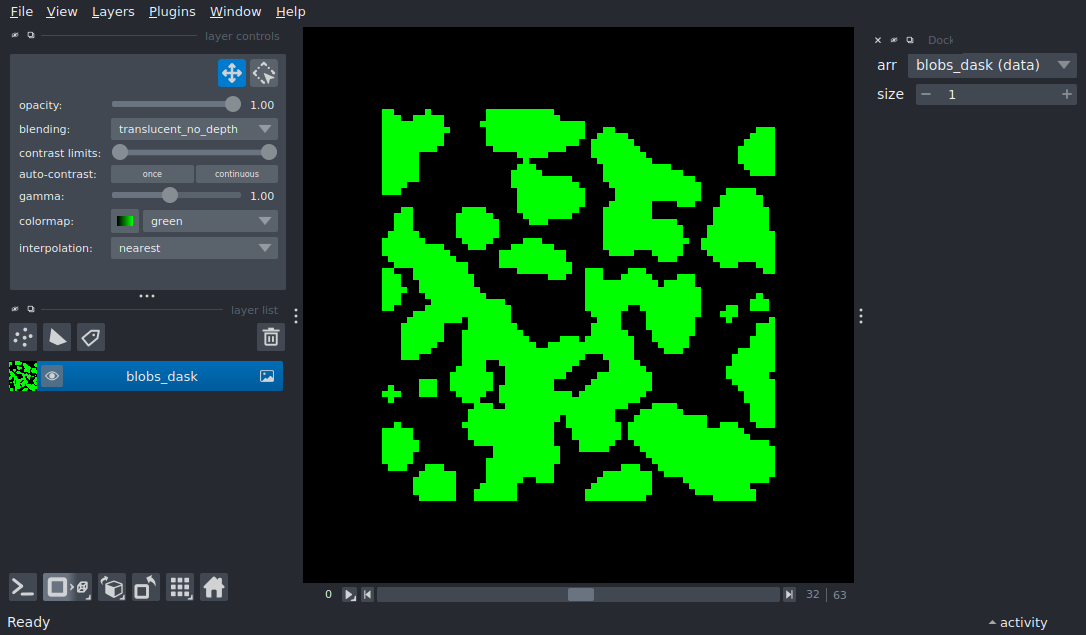 File View Layers Plugins Window Help
layer controls
opacity: 1.00
blending: translucent_no_depth
contrast limits:
auto-contrast: once continuous
gamma: 1.00
colormap: green
interpolation: nearest
layer list
blobs_dask
Dock
arr blobs_dask (data)
size 1
0 32 63
Ready
activity